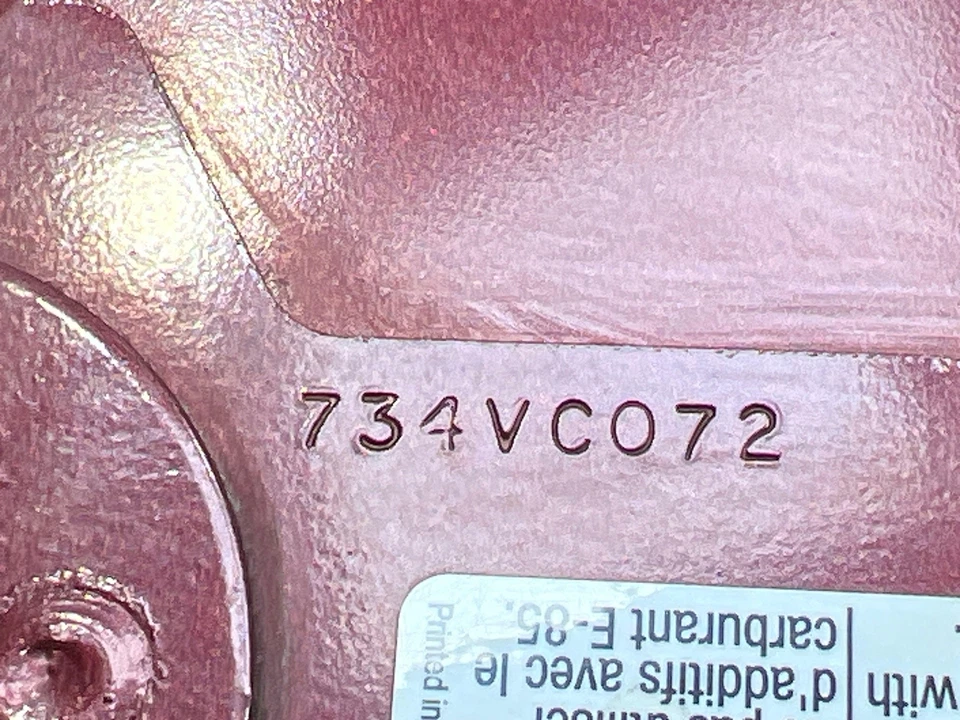 734VC072
Printed in
d'additifs avec le
carburant E-85.
with